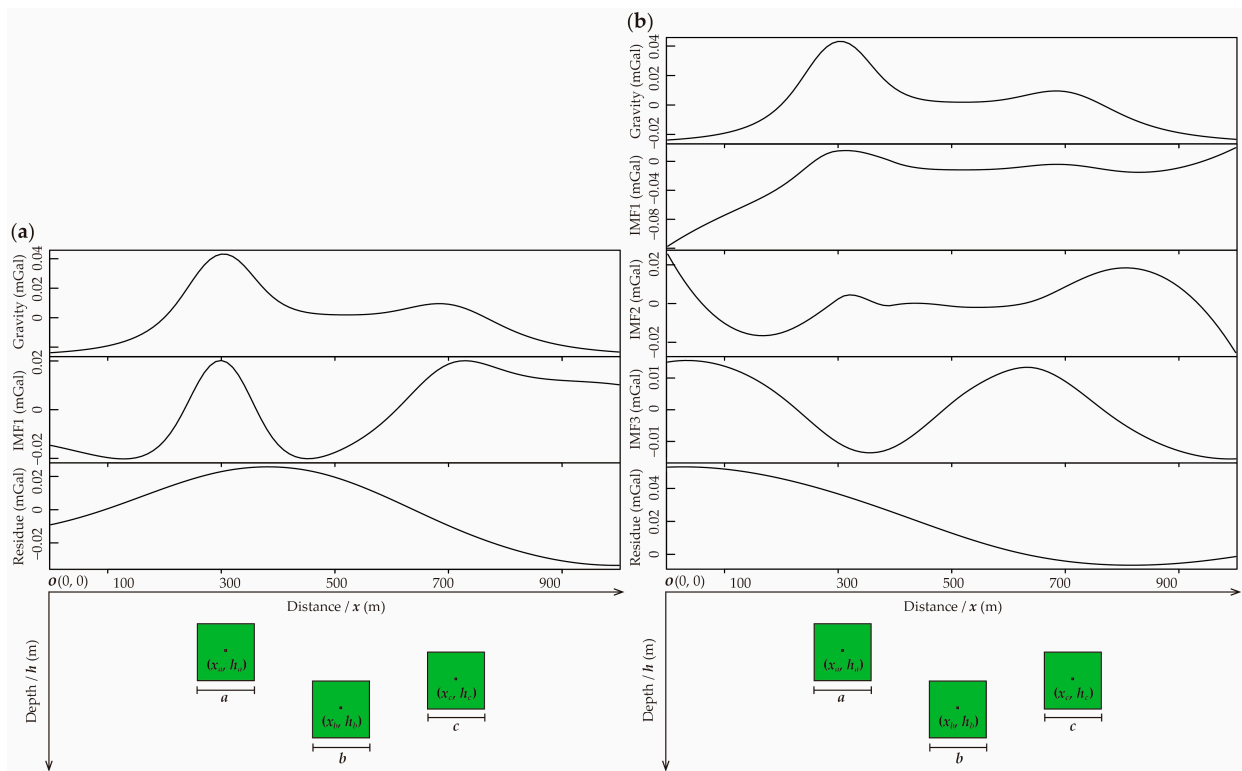 (b)
Gravity (mGal)
0.04
0.02
0
−0.02
IMF1 (mGal)
0
−0.04
−0.08
IMF2 (mGal)
0.02
0
−0.02
IMF3 (mGal)
0.01
0
−0.01
Residue (mGal)
0.04
0.02
0
o(0, 0) 100 300 500 700 900
Distance / x (m)
Depth / h (m)
(xa, ha)
a
(xb, hb)
b
(xc, hc)
c
(a)
Gravity (mGal)
0.04
0.02
0
IMF1 (mGal)
0.02
0
−0.02
Residue (mGal)
0.02
0
−0.02
o(0, 0) 100 300 500 700 900
Distance / x (m)
Depth / h (m)
(xa, ha)
a
(xb, hb)
b
(xc, hc)
c